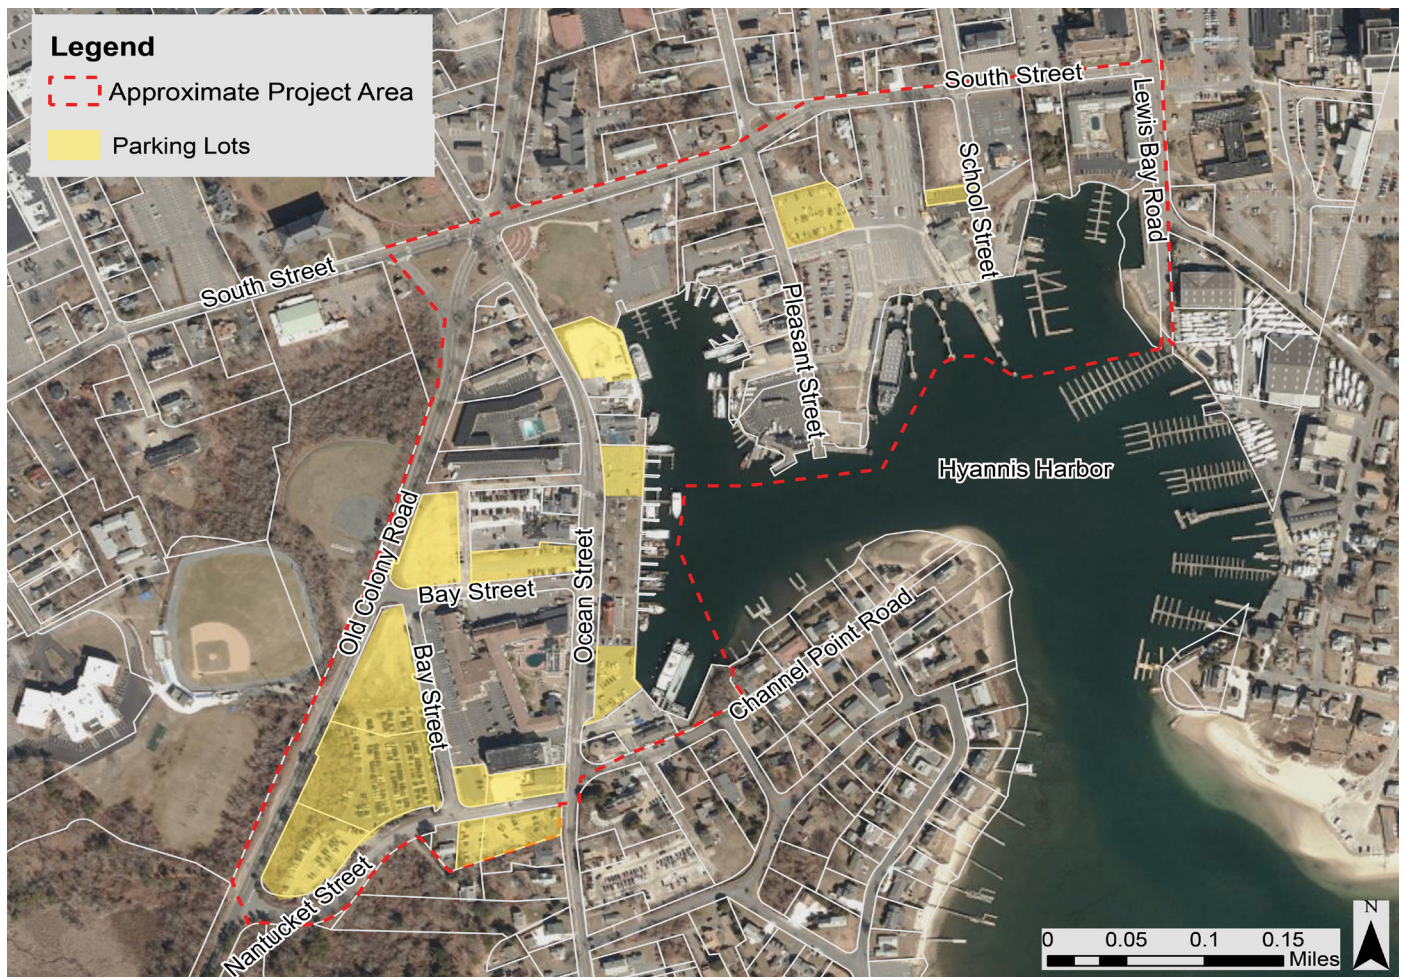 Legend
Approximate Project Area
Parking Lots
South Street
Lewis Bay Road
School Street
South Street
Pleasant Street
Hyannis Harbor
Old Colony Road
Ocean Street
Bay Street
Bay Street
Channel Point Road
Nantucket Street
N
0 0.05 0.1 0.15
Miles